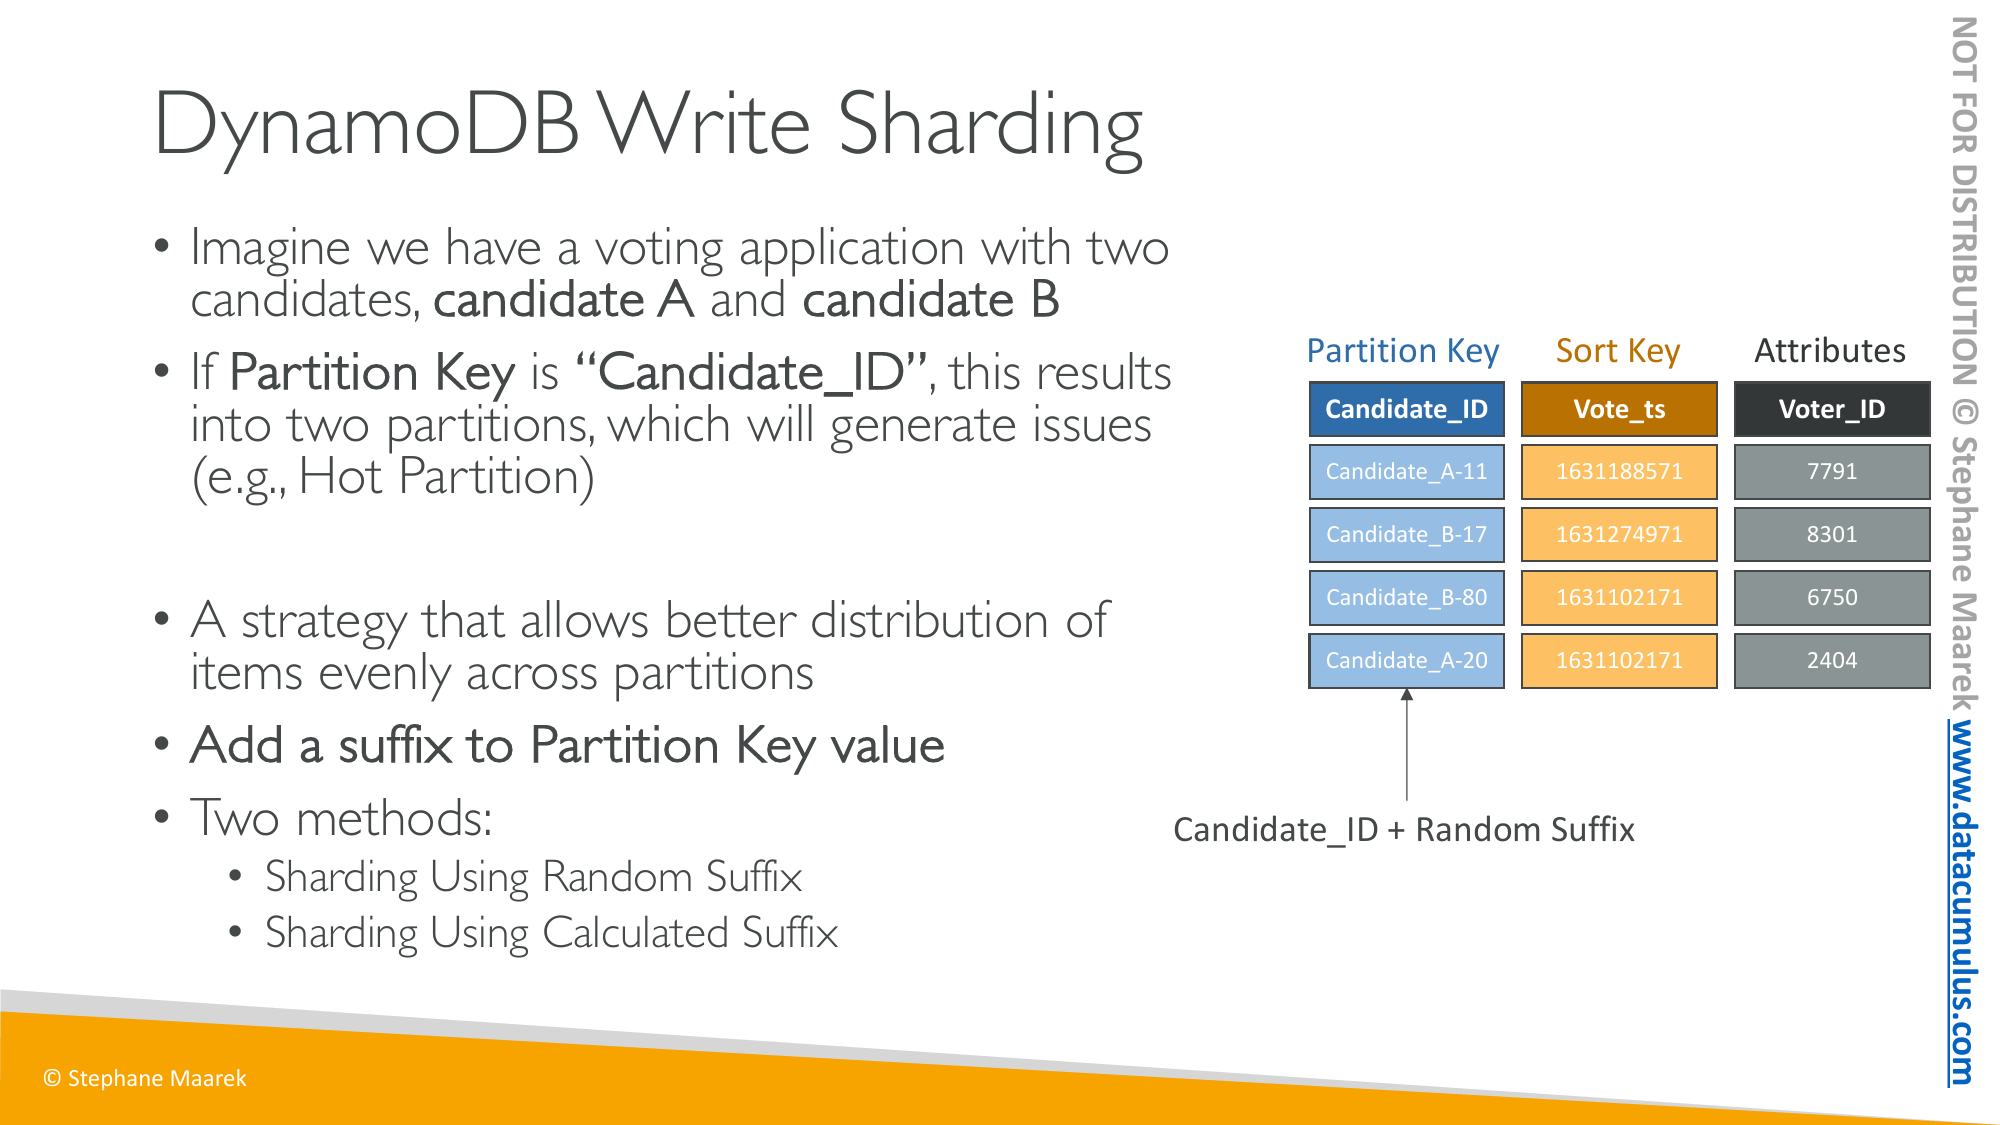 DynamoDB Write Sharding
• Imagine we have a voting application with two
candidates, candidate A and candidate B
• If Partition Key is “Candidate_ID”, this results
into two partitions, which will generate issues
(e.g., Hot Partition)
• A strategy that allows better distribution of
items evenly across partitions
• Add a suffix to Partition Key value
• Two methods:
• Sharding Using Random Suffix
• Sharding Using Calculated Suffix
Partition Key Sort Key Attributes
Candidate_ID Vote_ts Voter_ID
Candidate_A-11 1631188571 7791
Candidate_B-17 1631274971 8301
Candidate_B-80 1631102171 6750
Candidate_A-20 1631102171 2404
Candidate_ID + Random Suffix
NOT FOR DISTRIBUTION © Stephane Maarek www.datacumulus.com
© Stephane Maarek